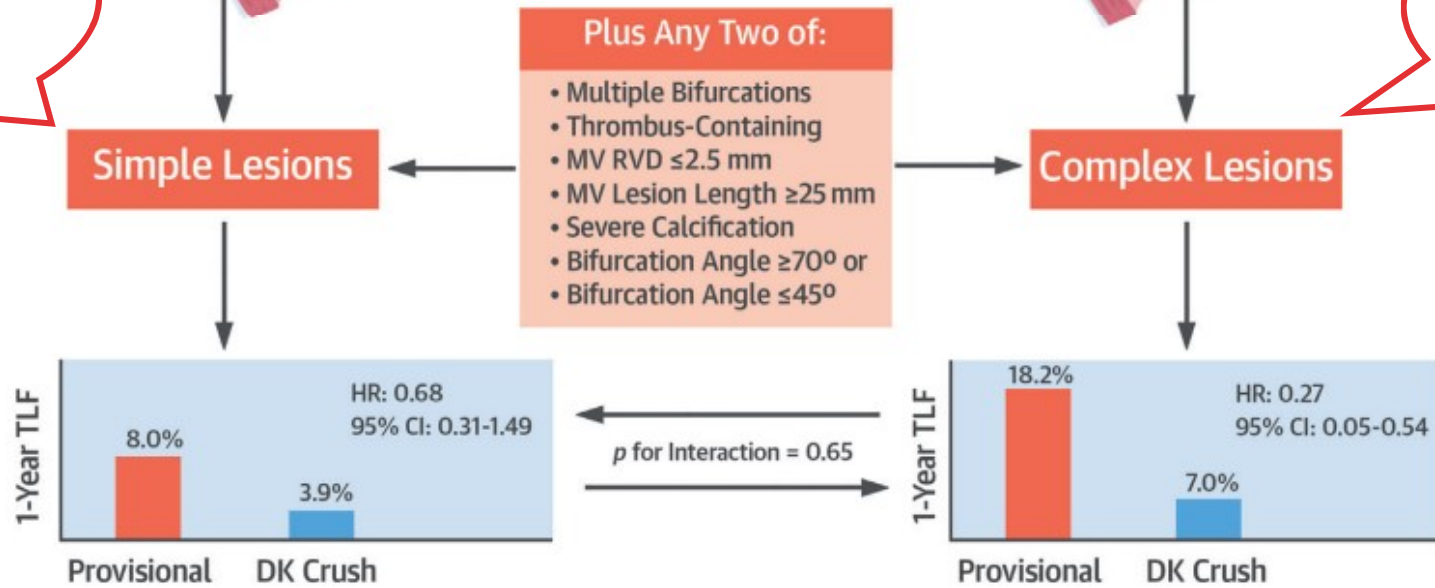 Plus Any Two of:
• Multiple Bifurcations
• Thrombus-Containing
• MV RVD ≤2.5 mm
• MV Lesion Length ≥25 mm
• Severe Calcification
• Bifurcation Angle ≥70º or
• Bifurcation Angle ≤45º
Simple Lesions
Complex Lesions
1-Year TLF
8.0%
3.9%
HR: 0.68
95% CI: 0.31-1.49
Provisional
DK Crush
p for Interaction = 0.65
1-Year TLF
18.2%
7.0%
HR: 0.27
95% CI: 0.05-0.54
Provisional
DK Crush